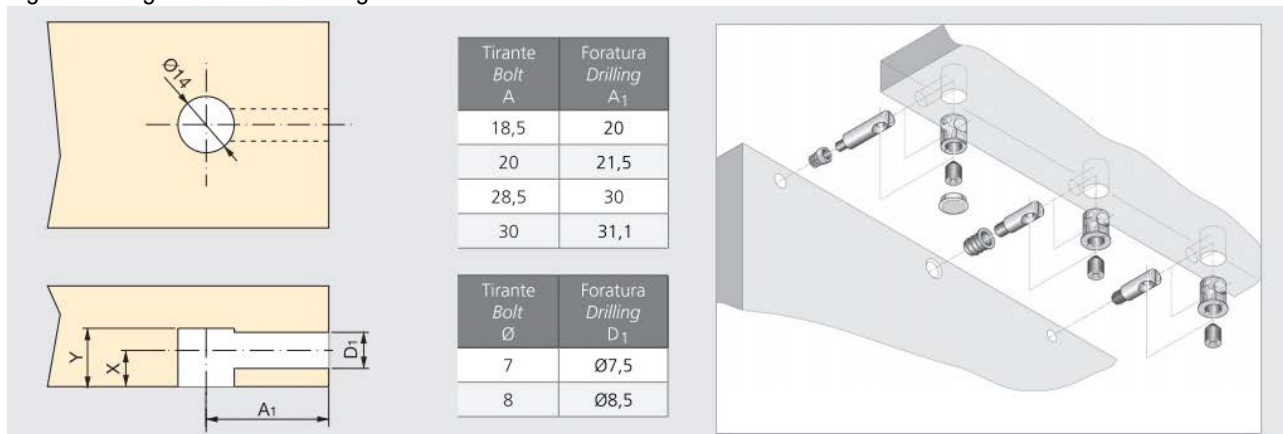 Ø14
Y
X
D1
A1
Tirante Foratura
Bolt Drilling
A A1
18,5 20
20 21,5
28,5 30
30 31,1
Tirante Foratura
Bolt Drilling
Ø D1
7 Ø7,5
8 Ø8,5